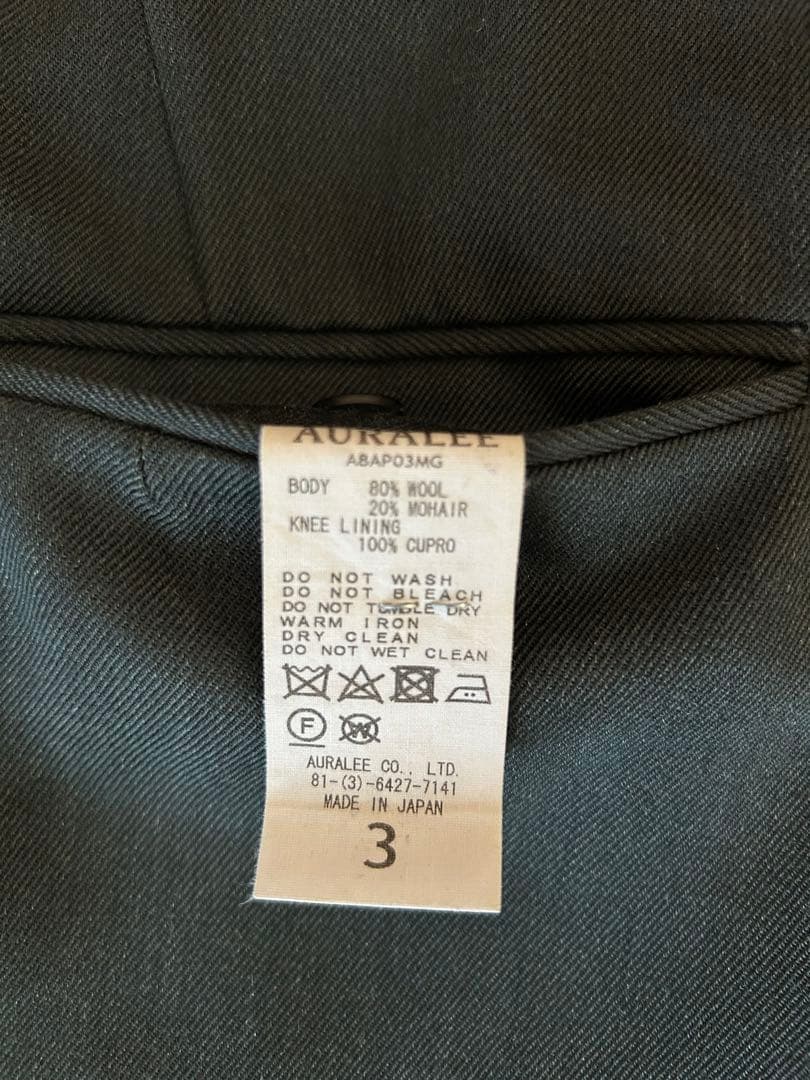 AURALEE
A8AP03MG
BODY 80% WOOL
20% MOHAIR
KNEE LINING
100% CUPRO
DO NOT WASH
DO NOT BLEACH
DO NOT TUMBLE DRY
WARM IRON
DRY CLEAN
DO NOT WET CLEAN
F W
AURALEE CO., LTD.
81-(3)-6427-7141
MADE IN JAPAN
3